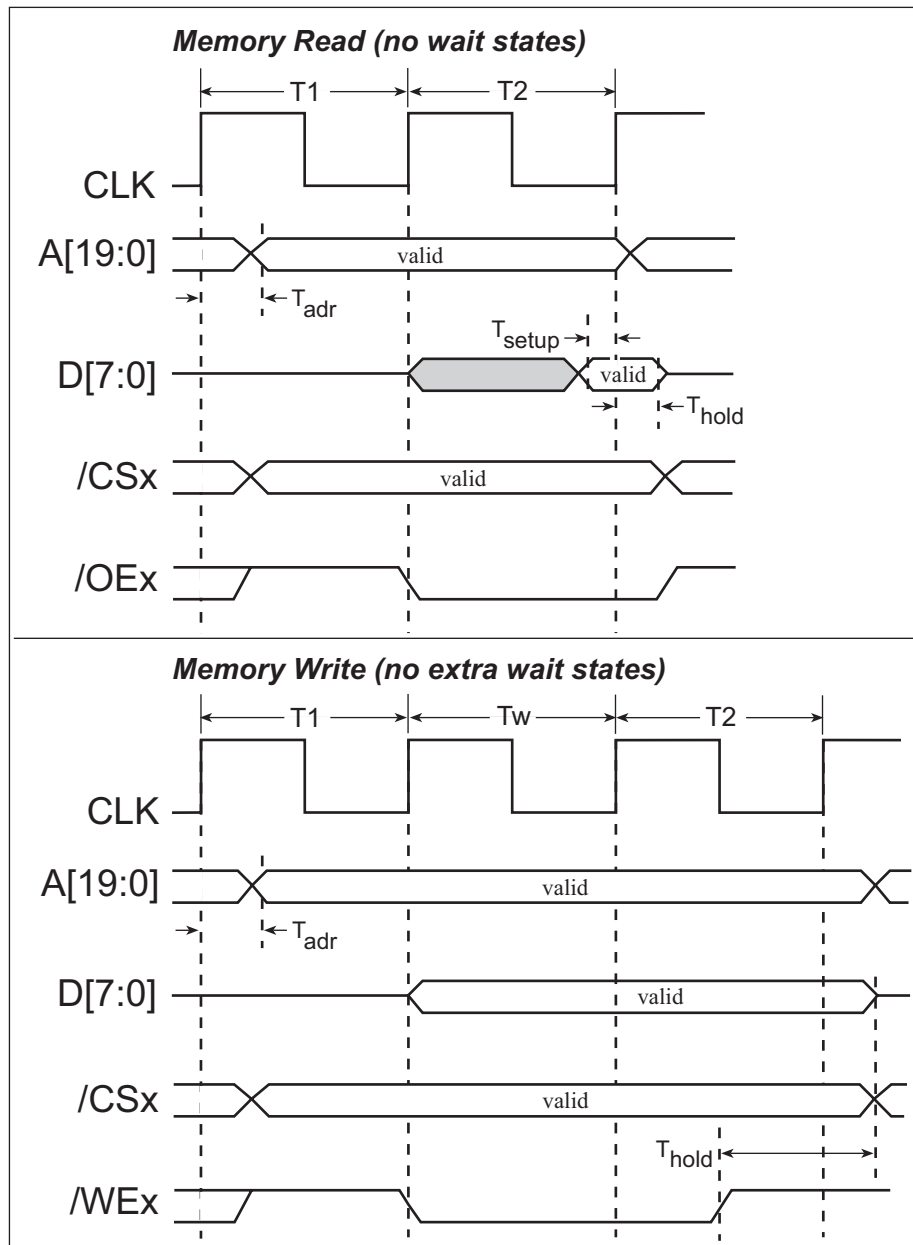 Memory Read (no wait states)
T1
T2
CLK
A[19:0]
valid
Tadr
Tsetup
D[7:0]
valid
Thold
/CSx
valid
/OEx
Memory Write (no extra wait states)
T1
Tw
T2
CLK
A[19:0]
valid
Tadr
D[7:0]
valid
/CSx
valid
Thold
/WEx